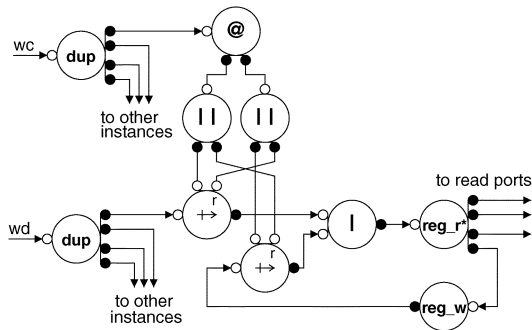 wc
dup
@
to other
instances
| |
| |
r
to read ports
wd
dup
|
reg_r*
r
to other
instances
reg_w